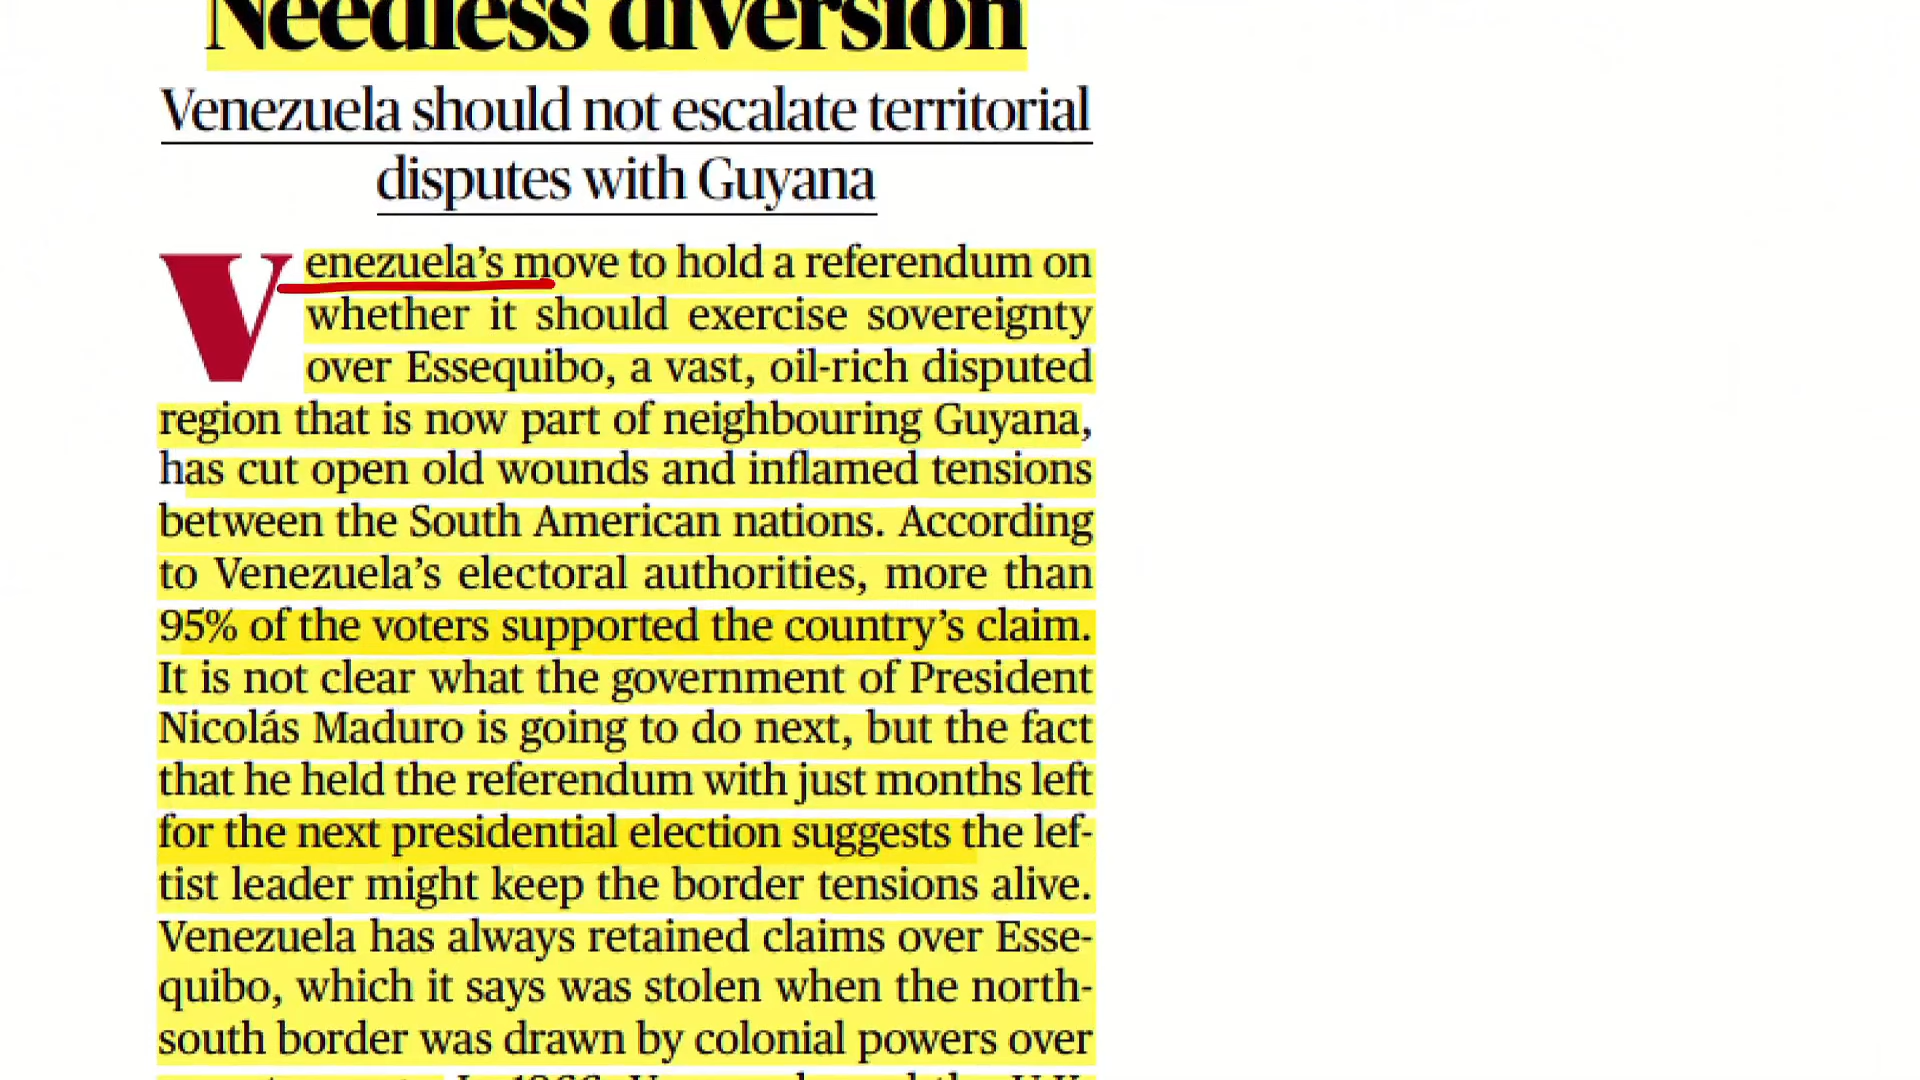 Needless diversion
Venezuela should not escalate territorial
disputes with Guyana
Venezuela’s move to hold a referendum on
whether it should exercise sovereignty
over Essequibo, a vast, oil-rich disputed
region that is now part of neighbouring Guyana,
has cut open old wounds and inflamed tensions
between the South American nations. According
to Venezuela’s electoral authorities, more than
95% of the voters supported the country’s claim.
It is not clear what the government of President
Nicolás Maduro is going to do next, but the fact
that he held the referendum with just months left
for the next presidential election suggests the lef-
tist leader might keep the border tensions alive.
Venezuela has always retained claims over Esse-
quibo, which it says was stolen when the north-
south border was drawn by colonial powers over